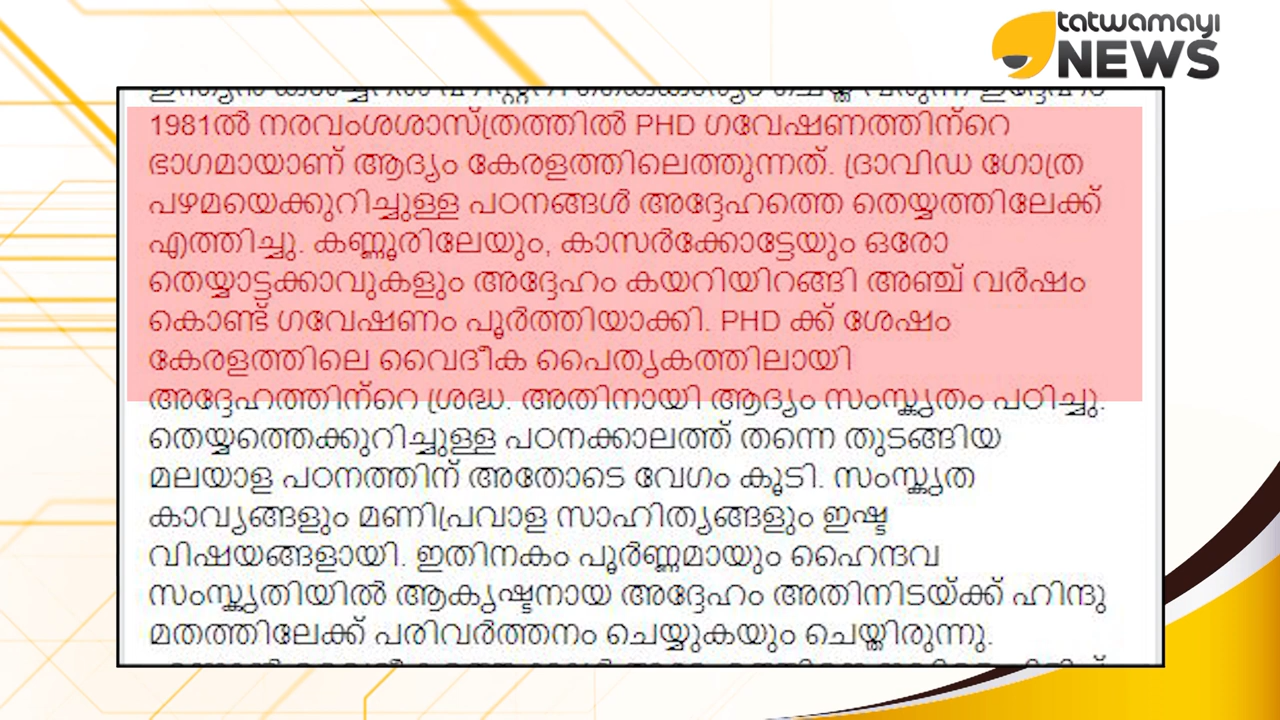 tatwamayi
NEWS
1981ൽ നരവംശശാസ്ത്രത്തിൽ PHD ഗവേഷണത്തിന്റെ
ഭാഗമായാണ് ആദ്യം കേരളത്തിലെത്തുന്നത്. ദ്രാവിഡ ഗോത്ര
പഴമയെക്കുറിച്ചുള്ള പഠനങ്ങൾ അദ്ദേഹത്തെ തെയ്യത്തിലേക്ക്
എത്തിച്ചു. കണ്ണൂരിലേയും, കാസർക്കോട്ടേയും ഒരോ
തെയ്യാട്ടക്കാവുകളും അദ്ദേഹം കയറിയിറങ്ങി അഞ്ച് വർഷം
കൊണ്ട് ഗവേഷണം പൂർത്തിയാക്കി. PHD ക്ക് ശേഷം
കേരളത്തിലെ വൈദീക പൈതൃകത്തിലായി
അദ്ദേഹത്തിന്റെ ശ്രദ്ധ. അതിനായി ആദ്യം സംസ്കൃതം പഠിച്ചു.
തെയ്യത്തെക്കുറിച്ചുള്ള പഠനക്കാലത്ത് തന്നെ തുടങ്ങിയ
മലയാള പഠനത്തിന് അതോടെ വേഗം കൂടി. സംസ്കൃത
കാവ്യങ്ങളും മണിപ്രവാള സാഹിത്യങ്ങളും ഇഷ്ട
വിഷയങ്ങളായി. ഇതിനകം പൂർണ്ണമായും ഹൈന്ദവ
സംസ്കൃതിയിൽ ആകൃഷ്ടനായ അദ്ദേഹം അതിനിടയ്ക്ക് ഹിന്ദു
മതത്തിലേക്ക് പരിവർത്തനം ചെയ്യുകയും ചെയ്തിരുന്നു.